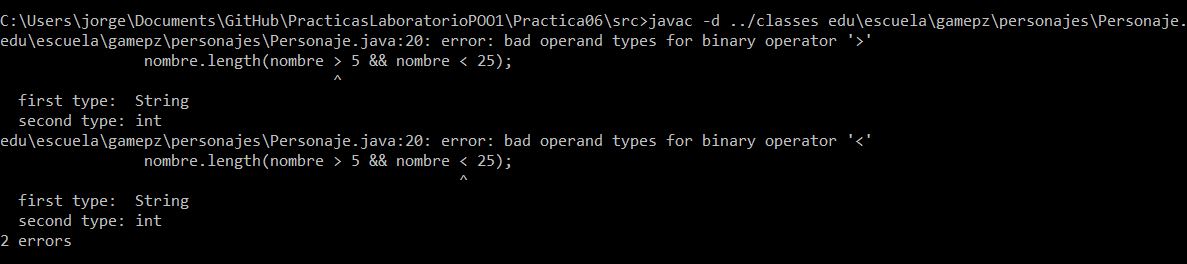 C:\Users\jorge\Documents\GitHub\PracticasLaboratorioPOO1\Practica06\src>javac -d ../classes edu\escuela\gamepz\personajes\Personaje.
edu\escuela\gamepz\personajes\Personaje.java:20: error: bad operand types for binary operator '>'
                nombre.length(nombre > 5 && nombre < 25);
                                     ^
  first type:  String
  second type: int
edu\escuela\gamepz\personajes\Personaje.java:20: error: bad operand types for binary operator '<'
                nombre.length(nombre > 5 && nombre < 25);
                                                   ^
  first type:  String
  second type: int
2 errors